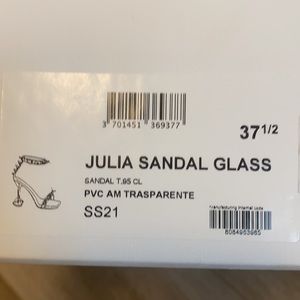 3 701451 369377
37 1/2
JULIA SANDAL GLASS
SANDAL T.95 CL
PVC AM TRASPARENTE
SS21
Manufacturing Internal code
8084953965